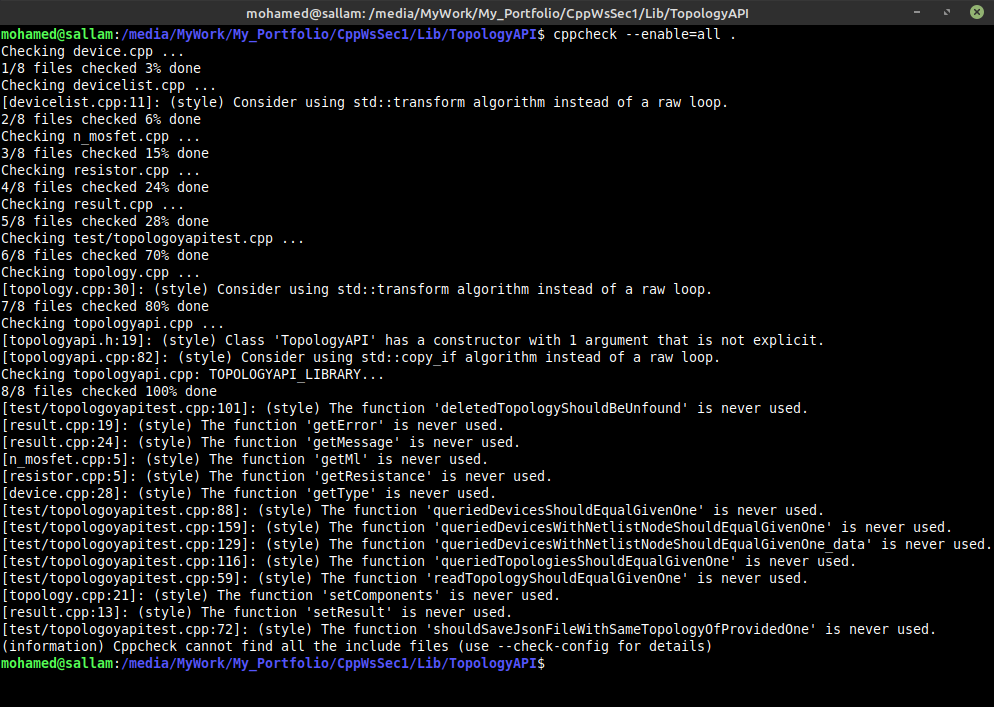 mohamed@sallam: /media/MyWork/My_Portfolio/CppWsSec1/Lib/TopologyAPI
mohamed@sallam:/media/MyWork/My_Portfolio/CppWsSec1/Lib/TopologyAPI$ cppcheck --enable=all .
Checking device.cpp ...
1/8 files checked 3% done
Checking devicelist.cpp ...
[devicelist.cpp:11]: (style) Consider using std::transform algorithm instead of a raw loop.
2/8 files checked 6% done
Checking n_mosfet.cpp ...
3/8 files checked 15% done
Checking resistor.cpp ...
4/8 files checked 24% done
Checking result.cpp ...
5/8 files checked 28% done
Checking test/topologoyapitest.cpp ...
6/8 files checked 70% done
Checking topology.cpp ...
[topology.cpp:30]: (style) Consider using std::transform algorithm instead of a raw loop.
7/8 files checked 80% done
Checking topologyapi.cpp ...
[topologyapi.h:19]: (style) Class 'TopologyAPI' has a constructor with 1 argument that is not explicit.
[topologyapi.cpp:82]: (style) Consider using std::copy_if algorithm instead of a raw loop.
Checking topologyapi.cpp: TOPOLOGYAPI_LIBRARY...
8/8 files checked 100% done
[test/topologoyapitest.cpp:101]: (style) The function 'deletedTopologyShouldBeUnfound' is never used.
[result.cpp:19]: (style) The function 'getError' is never used.
[result.cpp:24]: (style) The function 'getMessage' is never used.
[n_mosfet.cpp:5]: (style) The function 'getMl' is never used.
[resistor.cpp:5]: (style) The function 'getResistance' is never used.
[device.cpp:28]: (style) The function 'getType' is never used.
[test/topologoyapitest.cpp:88]: (style) The function 'queriedDevicesShouldEqualGivenOne' is never used.
[test/topologoyapitest.cpp:159]: (style) The function 'queriedDevicesWithNetlistNodeShouldEqualGivenOne' is never used.
[test/topologoyapitest.cpp:129]: (style) The function 'queriedDevicesWithNetlistNodeShouldEqualGivenOne_data' is never used.
[test/topologoyapitest.cpp:116]: (style) The function 'queriedTopologiesShouldEqualGivenOne' is never used.
[test/topologoyapitest.cpp:59]: (style) The function 'readTopologyShouldEqualGivenOne' is never used.
[topology.cpp:21]: (style) The function 'setComponents' is never used.
[result.cpp:13]: (style) The function 'setResult' is never used.
[test/topologoyapitest.cpp:72]: (style) The function 'shouldSaveJsonFileWithSameTopologyOfProvidedOne' is never used.
(information) Cppcheck cannot find all the include files (use --check-config for details)
mohamed@sallam:/media/MyWork/My_Portfolio/CppWsSec1/Lib/TopologyAPI$